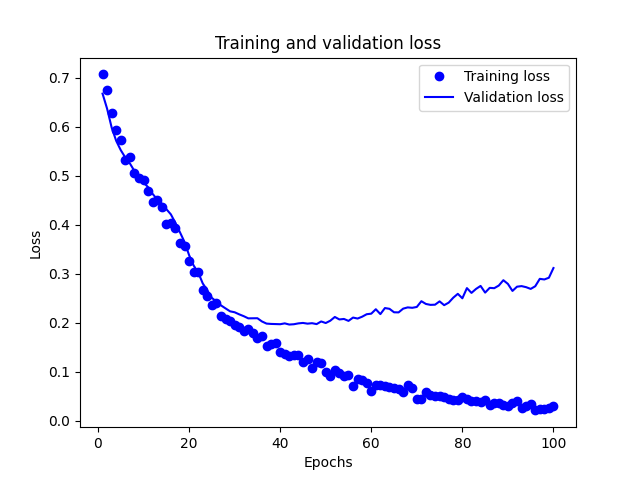 Training and validation loss
Training loss
Validation loss
0.7
0.6
0.5
0.4
0.3
0.2
0.1
0.0
Loss
0 20 40 60 80 100
Epochs